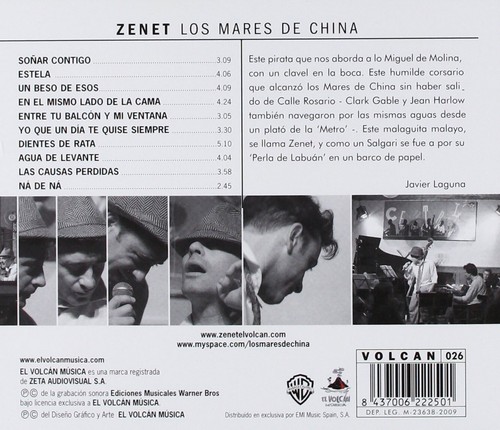 ZENET LOS MARES DE CHINA
SOÑAR CONTIGO 3.09
ESTELA 4.06
UN BESO DE ESOS 4.09
EN EL MISMO LADO DE LA CAMA 4.24
ENTRE TU BALCÓN Y MI VENTANA 3.05
YO QUE UN DÍA TE QUISE SIEMPRE 3.30
DIENTES DE RATA 5.10
AGUA DE LEVANTE 4.04
LAS CAUSAS PERDIDAS 3.58
NÁ DE NÁ 2.45
Este pirata que nos aborda a lo Miguel de Molina,
con un clavel en la boca. Este humilde corsario
que alcanzó los Mares de China sin haber sali_
do de Calle Rosario - Clark Gable y Jean Harlow
también navegaron por las mismas aguas desde
un plató de la 'Metro' -. Este malaguita malayo,
se llama Zenet, y como un Salgari se fue a por su
'Perla de Labuán' en un barco de papel.
Javier Laguna
www.zenetelvolcan.com
www.myspace.com/losmaresdechina
www.elvolcanmusica.com
EL VOLCÁN MÚSICA es una marca registrada
de ZETA AUDIOVISUAL S.A.
Ⓟ© de la grabación sonora Ediciones Musicales Warner Bros
bajo licencia exclusiva a EL VOLCÁN MÚSICA
Ⓟ© del Diseño Gráfico y Arte EL VOLCÁN MÚSICA
WB
EL VOLCÁN
Distribuido en exclusiva por EMI Music Spain, S.A.
VOLCAN 026
8 437006 222501
DEP. LEG. M-23638-2009